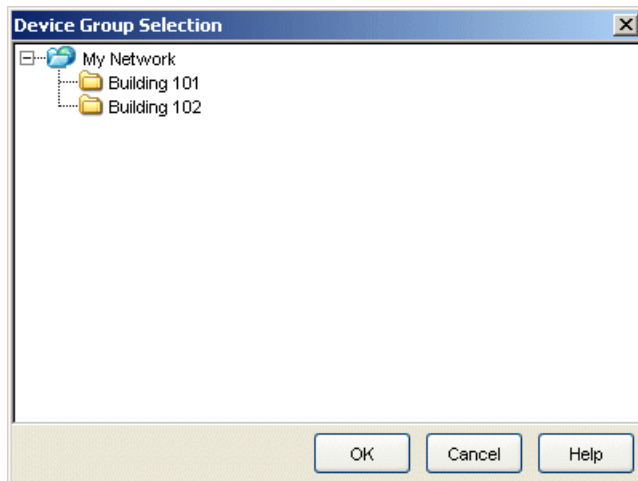 Device Group Selection
My Network
Building 101
Building 102
OK Cancel Help